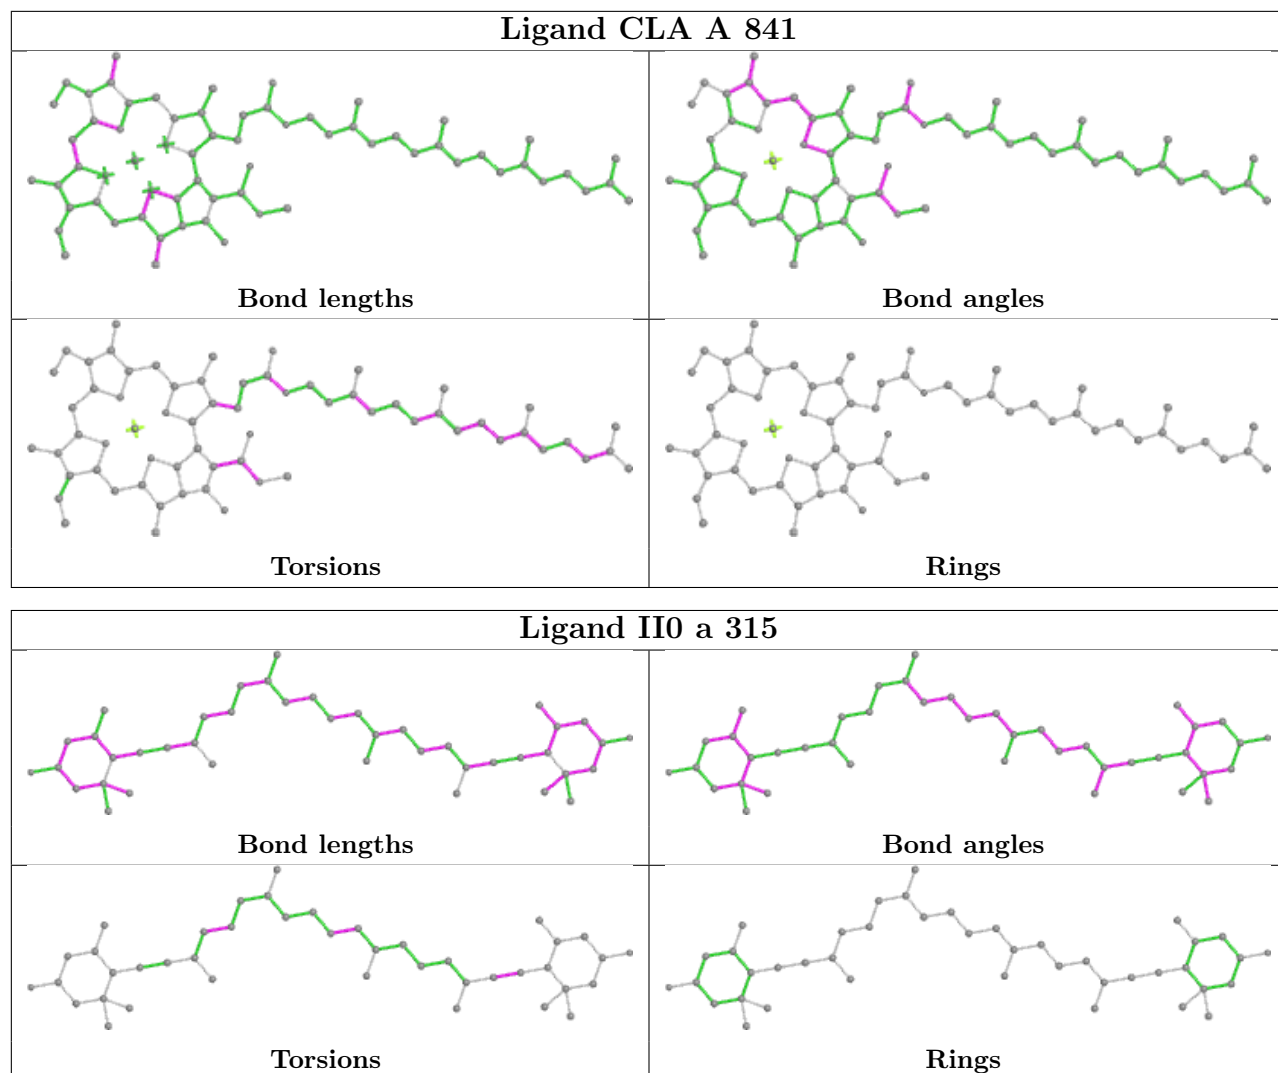 Ligand CLA A 841
Bond lengths
Bond angles
Torsions
Rings
Ligand II0 a 315
Bond lengths
Bond angles
Torsions
Rings